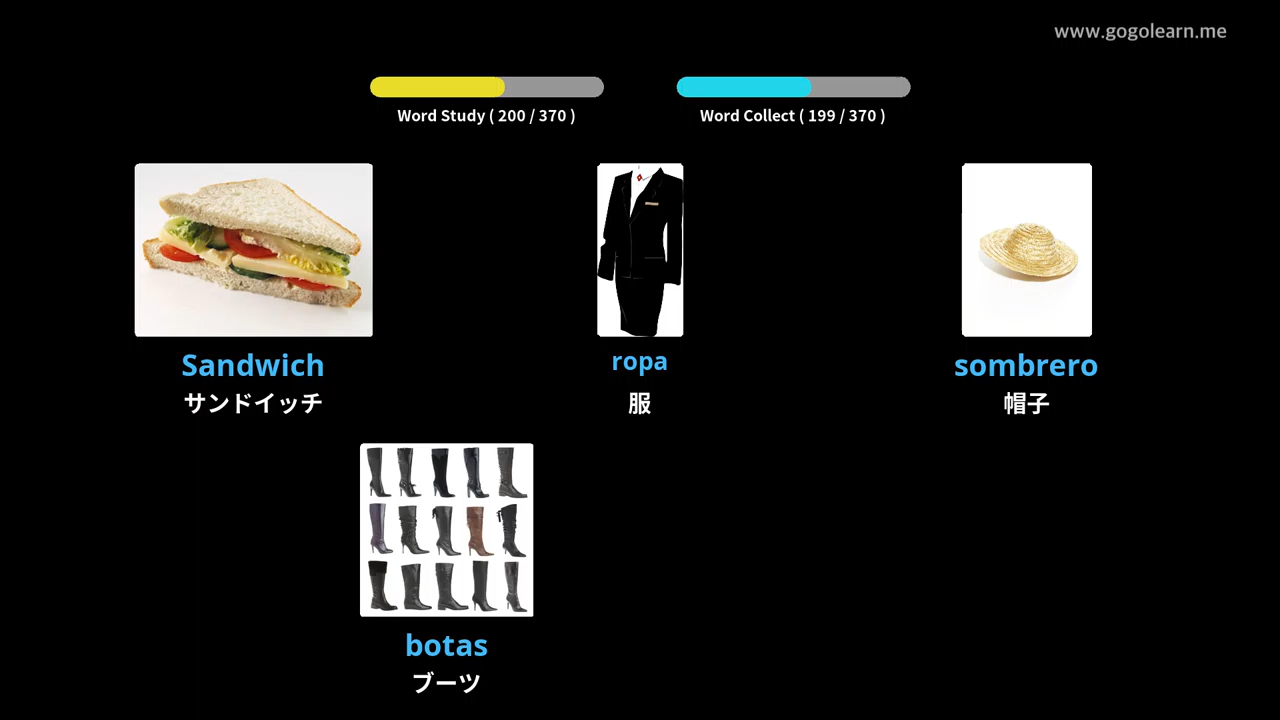 www.gogolearn.me
Word Study ( 200 / 370 )
Word Collect ( 199 / 370 )
Sandwich
サンドイッチ
ropa
服
sombrero
帽子
botas
ブーツ